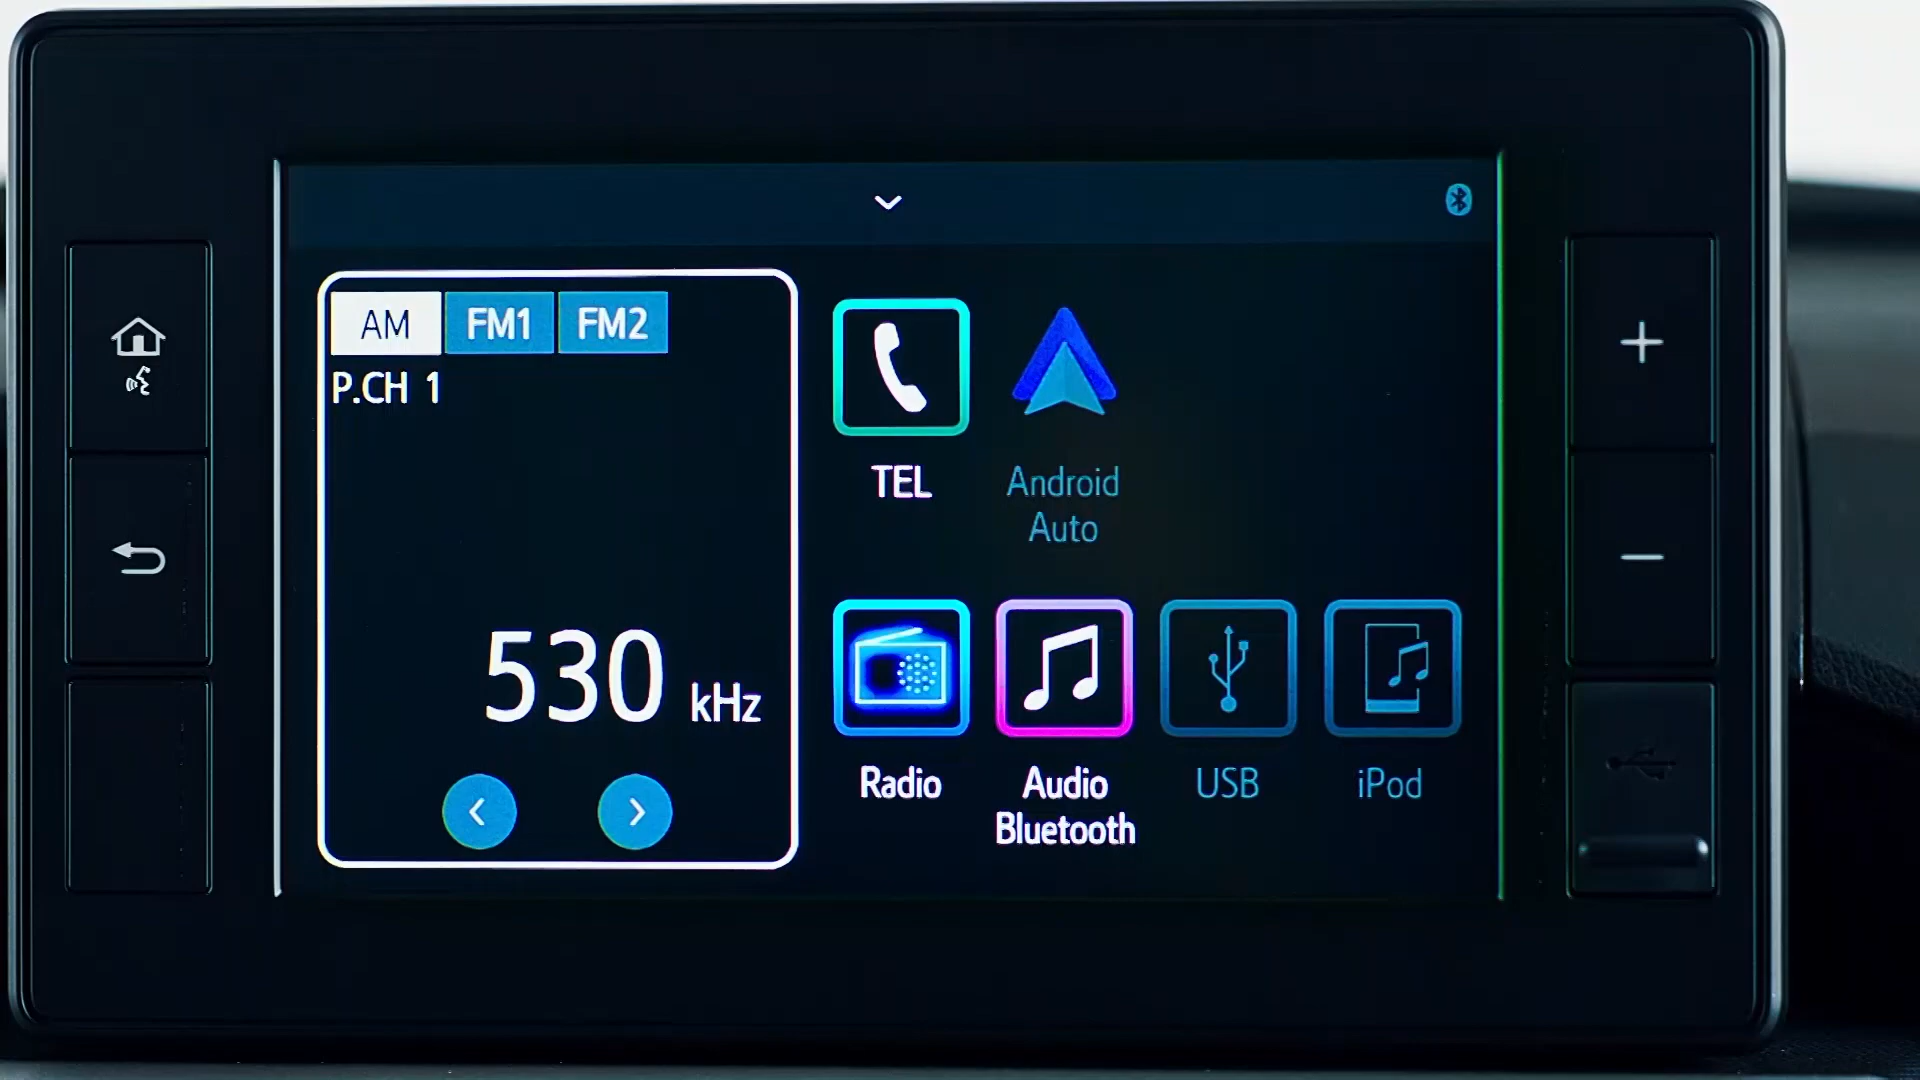 AM FM1 FM2
P.CH 1
530 kHz
TEL
Android
Auto
Radio
Audio
Bluetooth
USB
iPod